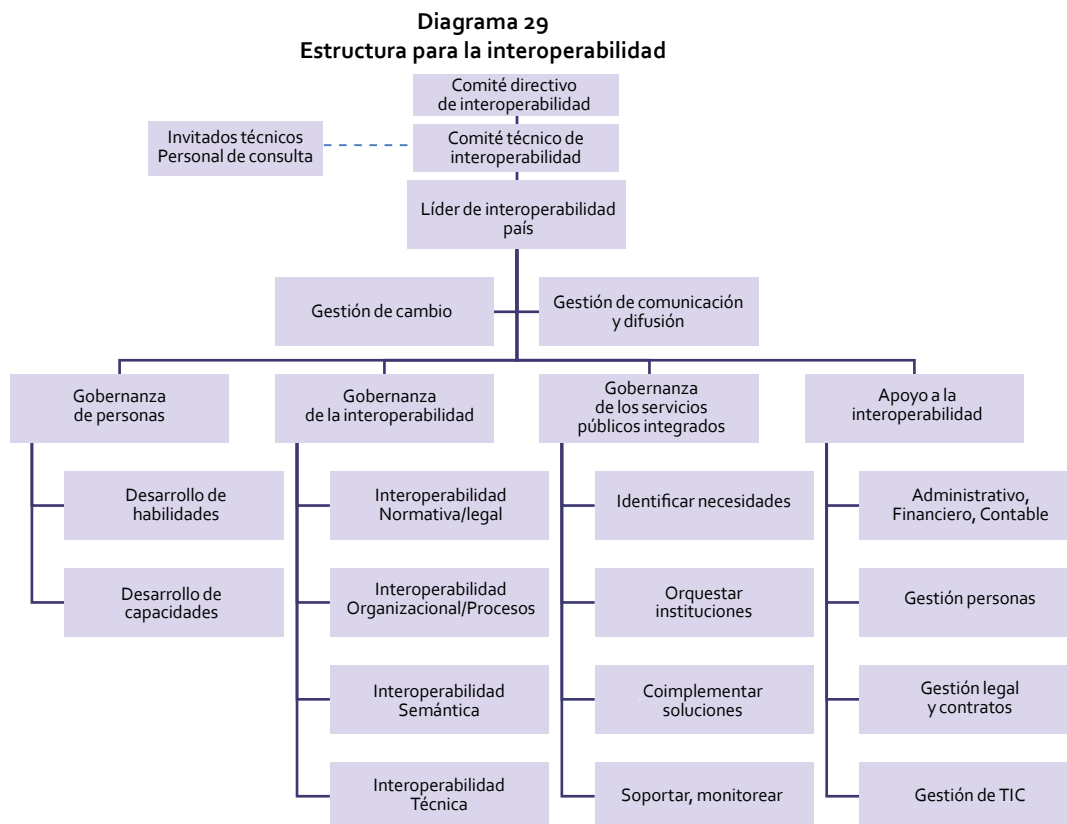 Diagrama 29
Estructura para la interoperabilidad
Comité directivo
de interoperabilidad
Invitados técnicos
Personal de consulta
Comité técnico de
interoperabilidad
Líder de interoperabilidad
país
Gestión de cambio
Gestión de comunicación
y difusión
Gobernanza
de personas
Gobernanza
de la interoperabilidad
Gobernanza
de los servicios
públicos integrados
Apoyo a la
interoperabilidad
Desarrollo de
habilidades
Desarrollo de
capacidades
Interoperabilidad
Normativa/legal
Interoperabilidad
Organizacional/Procesos
Interoperabilidad
Semántica
Interoperabilidad
Técnica
Identificar necesidades
Orquestar
instituciones
Coimplementar
soluciones
Soportar, monitorear
Administrativo,
Financiero, Contable
Gestión personas
Gestión legal
y contratos
Gestión de TIC